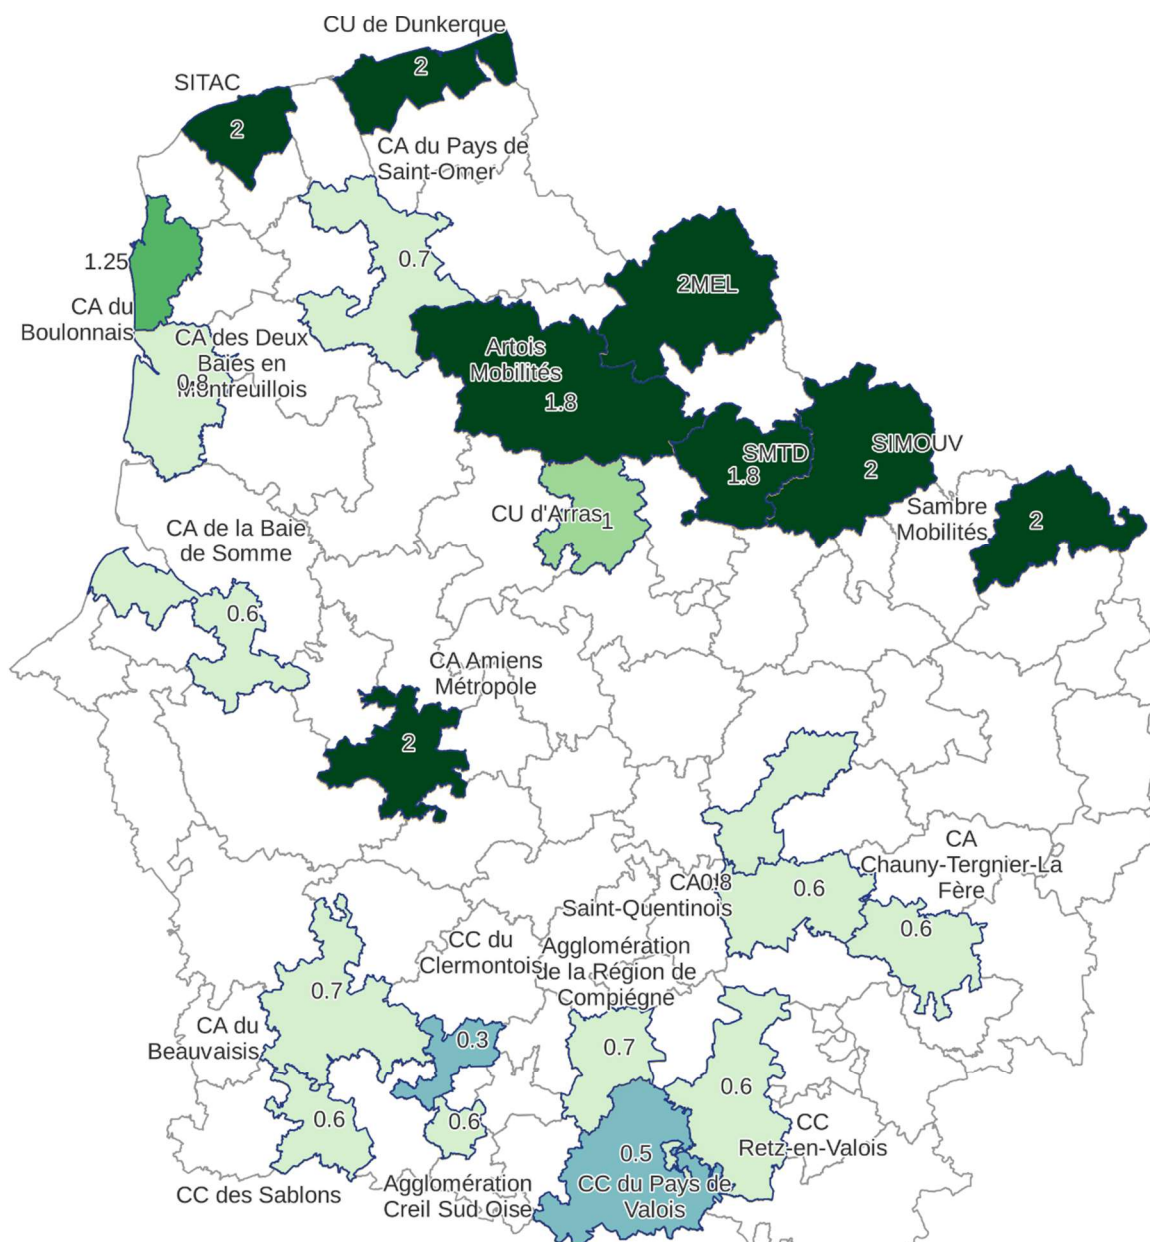 CU de Dunkerque
2
SITAC
2
CA du Pays de
Saint-Omer
0.7
1.25
CA du
Boulonnais
2MEL
CA des Deux
Baies en
Montreuillois
0.8
Artois
Mobilités
1.8
SMTD
1.8
SIMOUV
2
CU d'Arras
1
Sambre
Mobilités
2
CA de la Baie
de Somme
0.6
CA Amiens
Métropole
2
CA
Chauny-Tergnier-La
Fère
CA
0.8
Saint-Quentinois
0.6
0.6
CC du
Clermontois
Agglomération
de la Région de
Compiégne
0.7
CA du
Beauvaisis
0.3
0.7
0.6
0.6
0.6
CC
Retz-en-Valois
0.5
CC des Sablons
Agglomération
Creil Sud Oise
CC du Pays de
Valois